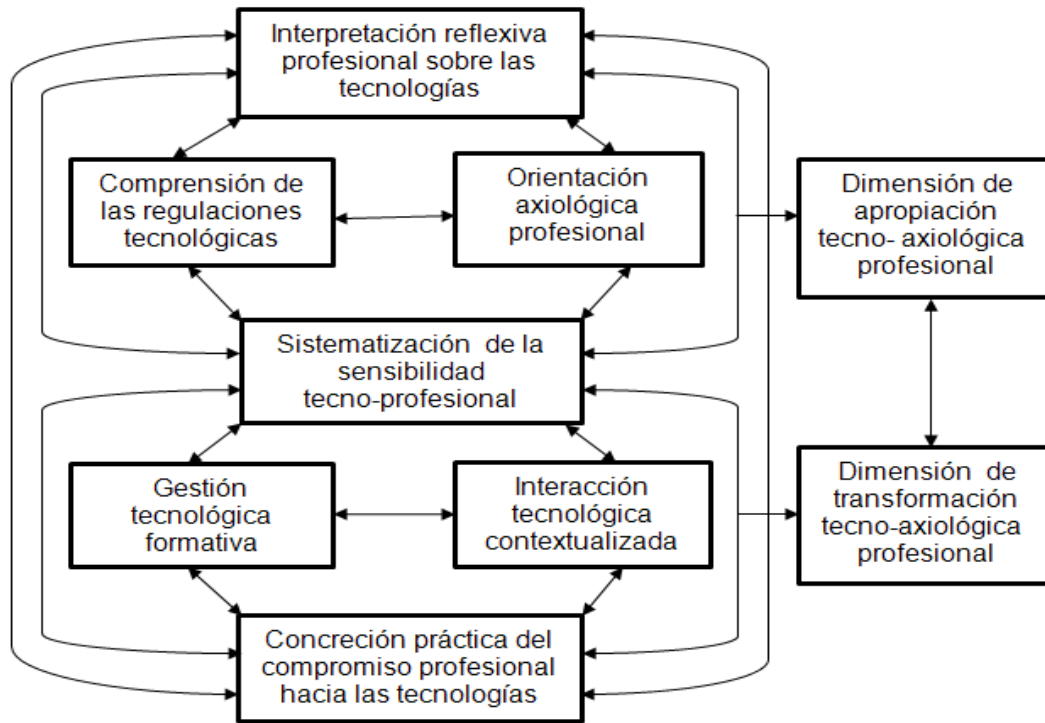 Interpretación reflexiva
profesional sobre las
tecnologías
Comprensión de
las regulaciones
tecnológicas
Orientación
axiológica
profesional
Dimensión de
apropiación
tecno- axiológica
profesional
Sistematización de la
sensibilidad
tecno-profesional
Gestión
tecnológica
formativa
Interacción
tecnológica
contextualizada
Dimensión de
transformación
tecno-axiológica
profesional
Concreción práctica del
compromiso profesional
hacia las tecnologías